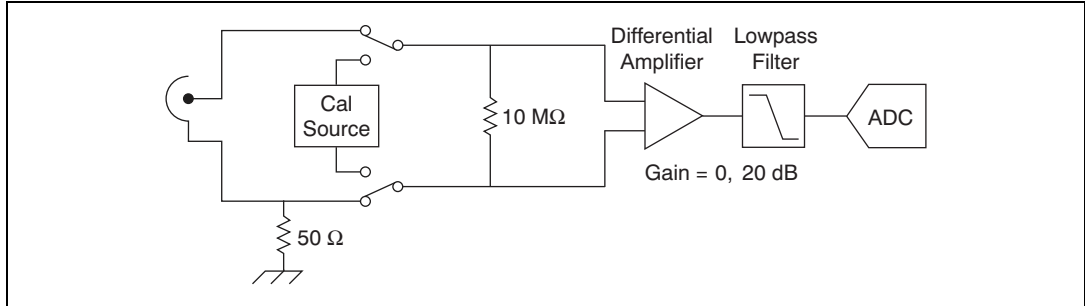 Differential
Amplifier
Lowpass
Filter
Cal
Source
10 MΩ
ADC
Gain = 0, 20 dB
50 Ω